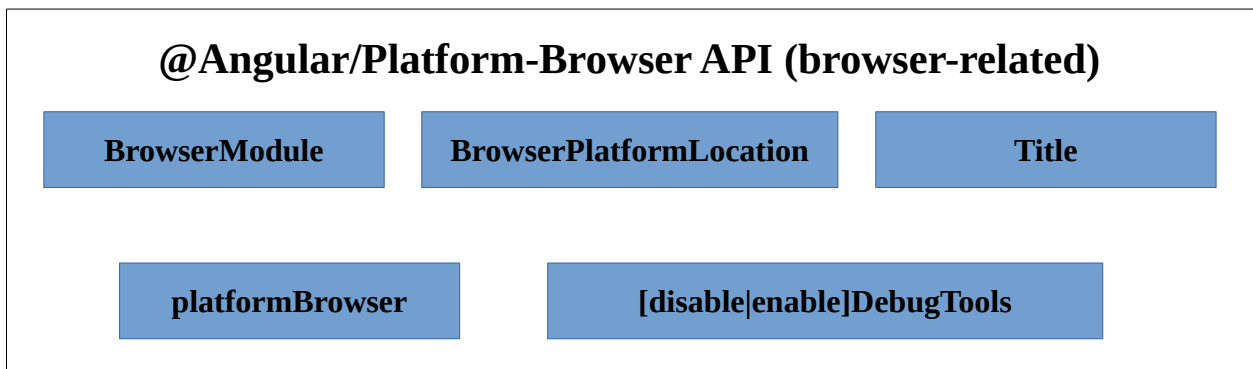 @Angular/Platform-Browser API (browser-related)
BrowserModule
BrowserPlatformLocation
Title
platformBrowser
[disable|enable]DebugTools